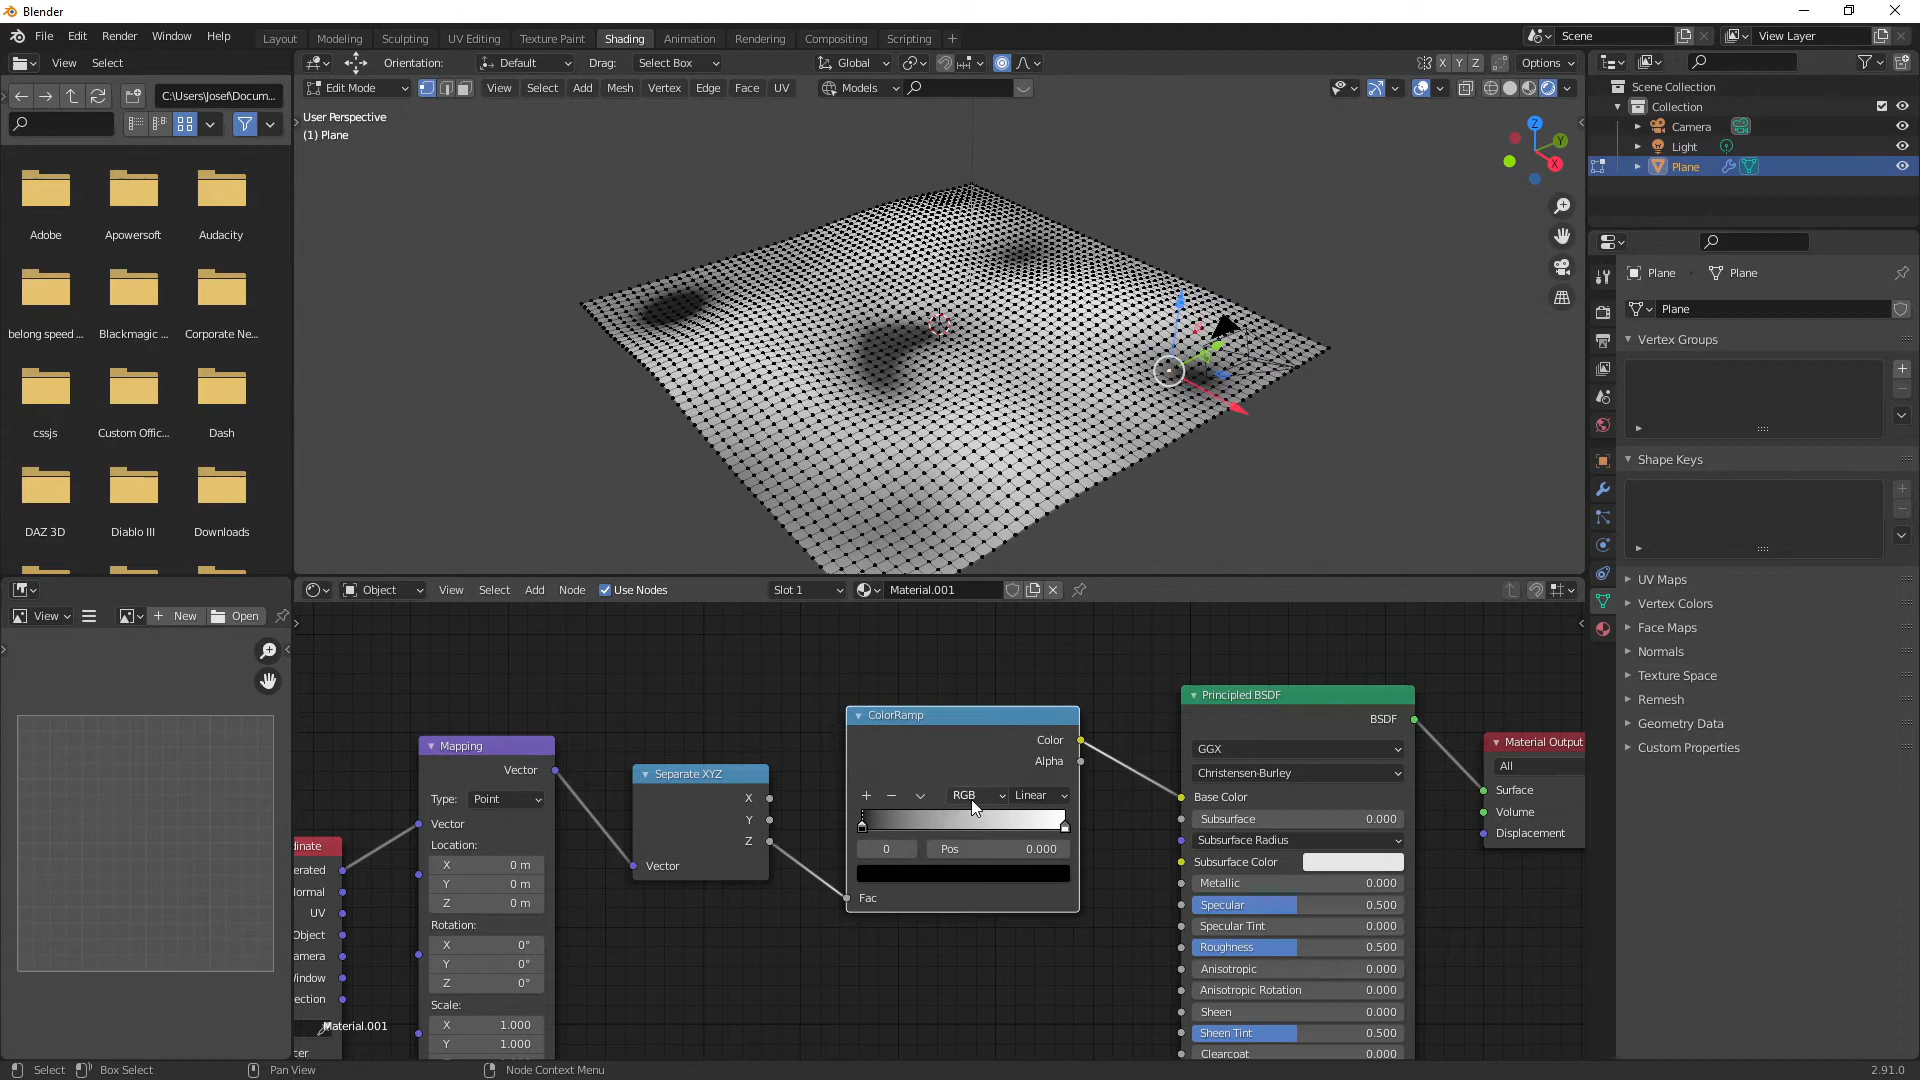 Blender
File Edit Render Window Help
Layout Modeling Sculpting UV Editing Texture Paint Shading Animation Rendering Compositing Scripting
Scene View Layer
View Select
Orientation: Default Drag: Select Box Global X Y Z Options
C:\Users\Josef\Docum...
Edit Mode View Select Add Mesh Vertex Edge Face UV Models
User Perspective
(1) Plane
Z
Y
X
Scene Collection
Collection
Camera
Light
Plane
Adobe Apowersoft Audacity
belong speed ... Blackmagic ... Corporate Ne...
cssjs Custom Offic... Dash
DAZ 3D Diablo III Downloads
Plane Plane
Plane
Vertex Groups
Shape Keys
UV Maps
Vertex Colors
Face Maps
Normals
Texture Space
Remesh
Geometry Data
Custom Properties
Object View Select Add Node Use Nodes Slot 1 Material.001
View New Open
dinate
erated
lormal
UV
Object
amera
Vindow
ection
Material.001
cer
Mapping
Vector
Type: Point
Vector
Location:
X 0 m
Y 0 m
Z 0 m
Rotation:
X 0°
Y 0°
Z 0°
Scale:
X 1.000
Y 1.000
Separate XYZ
X
Y
Z
Vector
ColorRamp
Color
Alpha
RGB Linear
0 Pos 0.000
Fac
Principled BSDF
BSDF
GGX
Christensen-Burley
Base Color
Subsurface 0.000
Subsurface Radius
Subsurface Color
Metallic 0.000
Specular 0.500
Specular Tint 0.000
Roughness 0.500
Anisotropic 0.000
Anisotropic Rotation 0.000
Sheen 0.000
Sheen Tint 0.500
Clearcoat 0.000
Material Output
All
Surface
Volume
Displacement
Select Box Select Pan View Node Context Menu 2.91.0